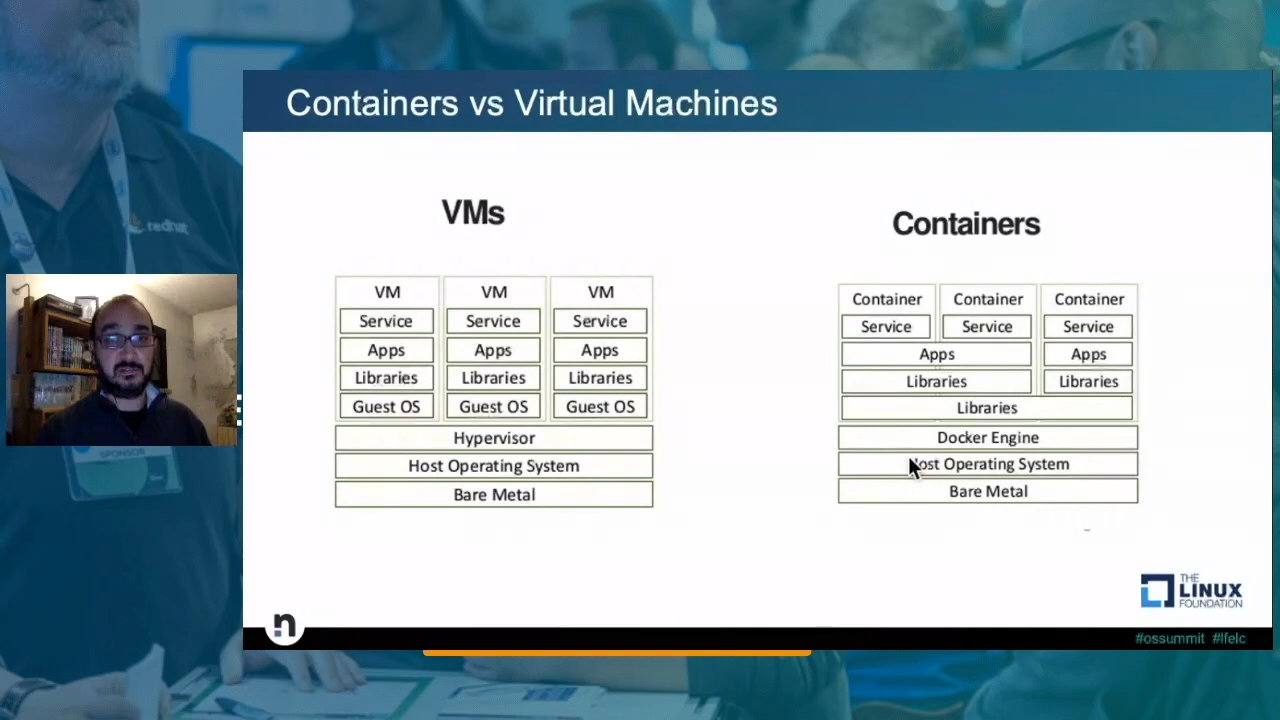 Containers vs Virtual Machines
VMs
VM VM VM
Service Service Service
Apps Apps Apps
Libraries Libraries Libraries
Guest OS Guest OS Guest OS
Hypervisor
Host Operating System
Bare Metal
Containers
Container Container Container
Service Service Service
Apps Apps
Libraries Libraries
Libraries
Docker Engine
ost Operating System
Bare Metal
THE
LINUX
FOUNDATION
n
#ossummit #lfelc
redhat
SPONSOR